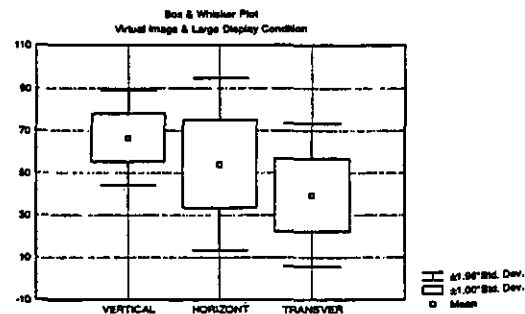 Box & Whisker Plot
Virtual Image & Large Display Condition
110
90
70
50
30
10
-10
VERTICAL
HORIZONT
TRANSVER
±1.96*Std. Dev.
±1.00*Std. Dev.
Mean